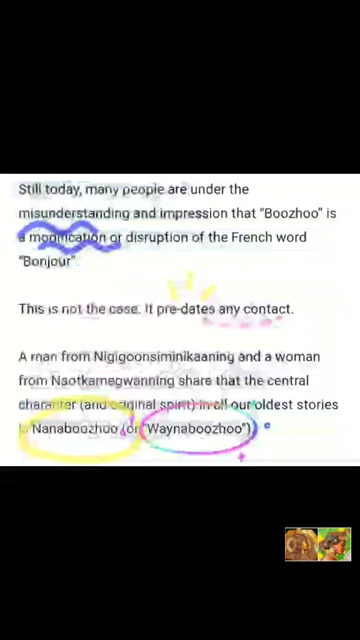 Still today, many people are under the
misunderstanding and impression that "Boozhoo" is
a modification or disruption of the French word
"Bonjour".
This is not the case. It pre-dates any contact.
A man from Nigigoonsiminikaaning and a woman
from Naotkamegwanning share that the central
character (and original spirit) in all our oldest stories
is Nanaboozhoo (or "Waynaboozhoo")